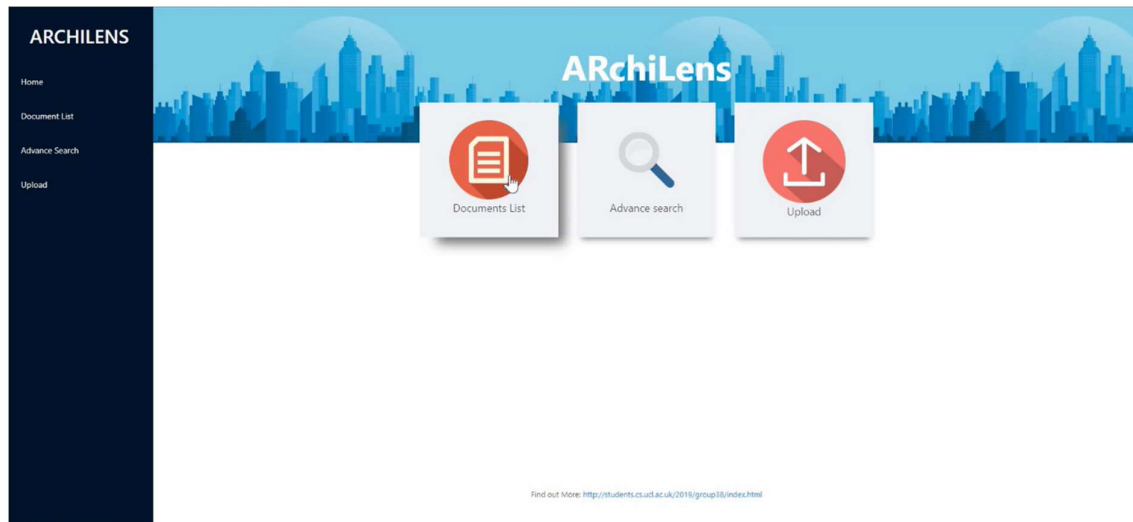 ARCHILENS
Home
Document List
Advance Search
Upload
ARchiLens
Documents List
Advance search
Upload
Find out More: http://students.cs.ucl.ac.uk/2019/group38/index.html